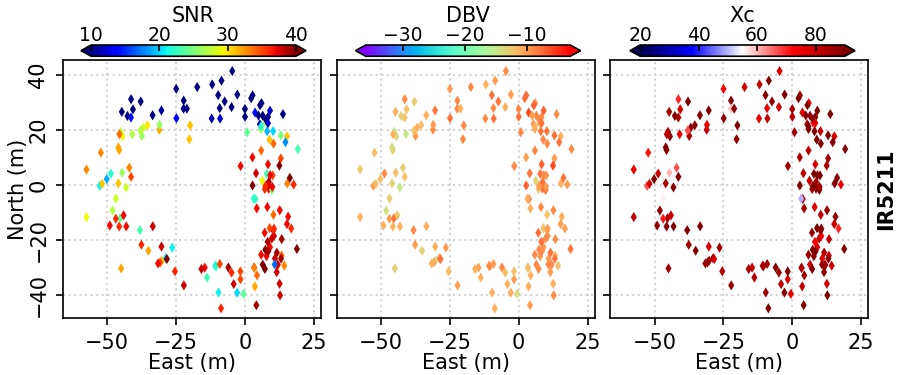 SNR DBV Xc
10 20 30 40 −30 −20 −10 20 40 60 80
40
20
0
−20
−40
North (m)
−50 −25 0 25 −50 −25 0 25 −50 −25 0 25
East (m) East (m) East (m)
IR5211